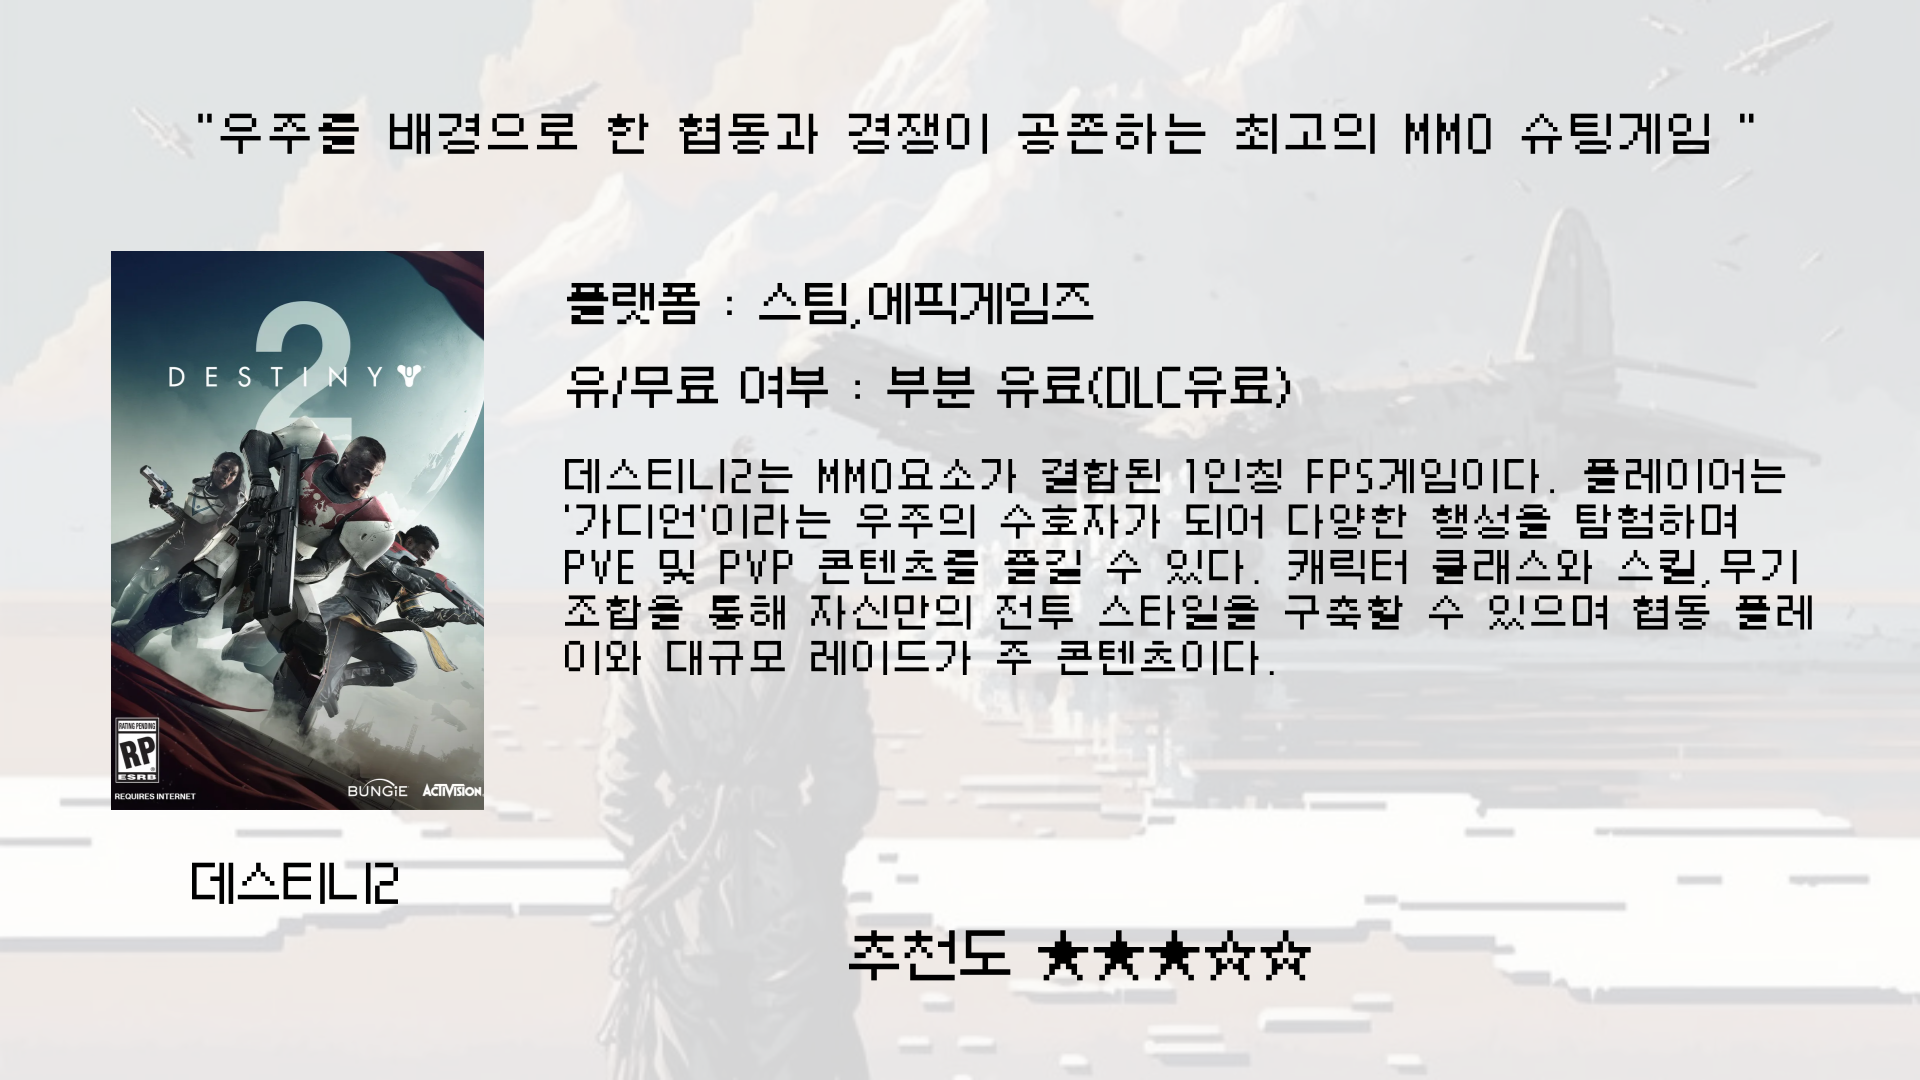 "우주를 배경으로 한 협동과 경쟁이 공존하는 최고의 MMO 슈팅게임 "
2
DESTINY
RATING PENDING
RP
ESRB
REQUIRES INTERNET
BUNGiE
ACTIVISION
데스티니2
플랫폼 : 스팀,에픽게임즈
유/무료 여부 : 부분 유료(DLC유료)
데스티니2는 MMO요소가 결합된 1인칭 FPS게임이다. 플레이어는
'가디언'이라는 우주의 수호자가 되어 다양한 행성을 탐험하며
PVE 및 PVP 콘텐츠를 즐길 수 있다. 캐릭터 클래스와 스킬,무기
조합을 통해 자신만의 전투 스타일을 구축할 수 있으며 협동 플레
이와 대규모 레이드가 주 콘텐츠이다.
추천도 ★★★☆☆